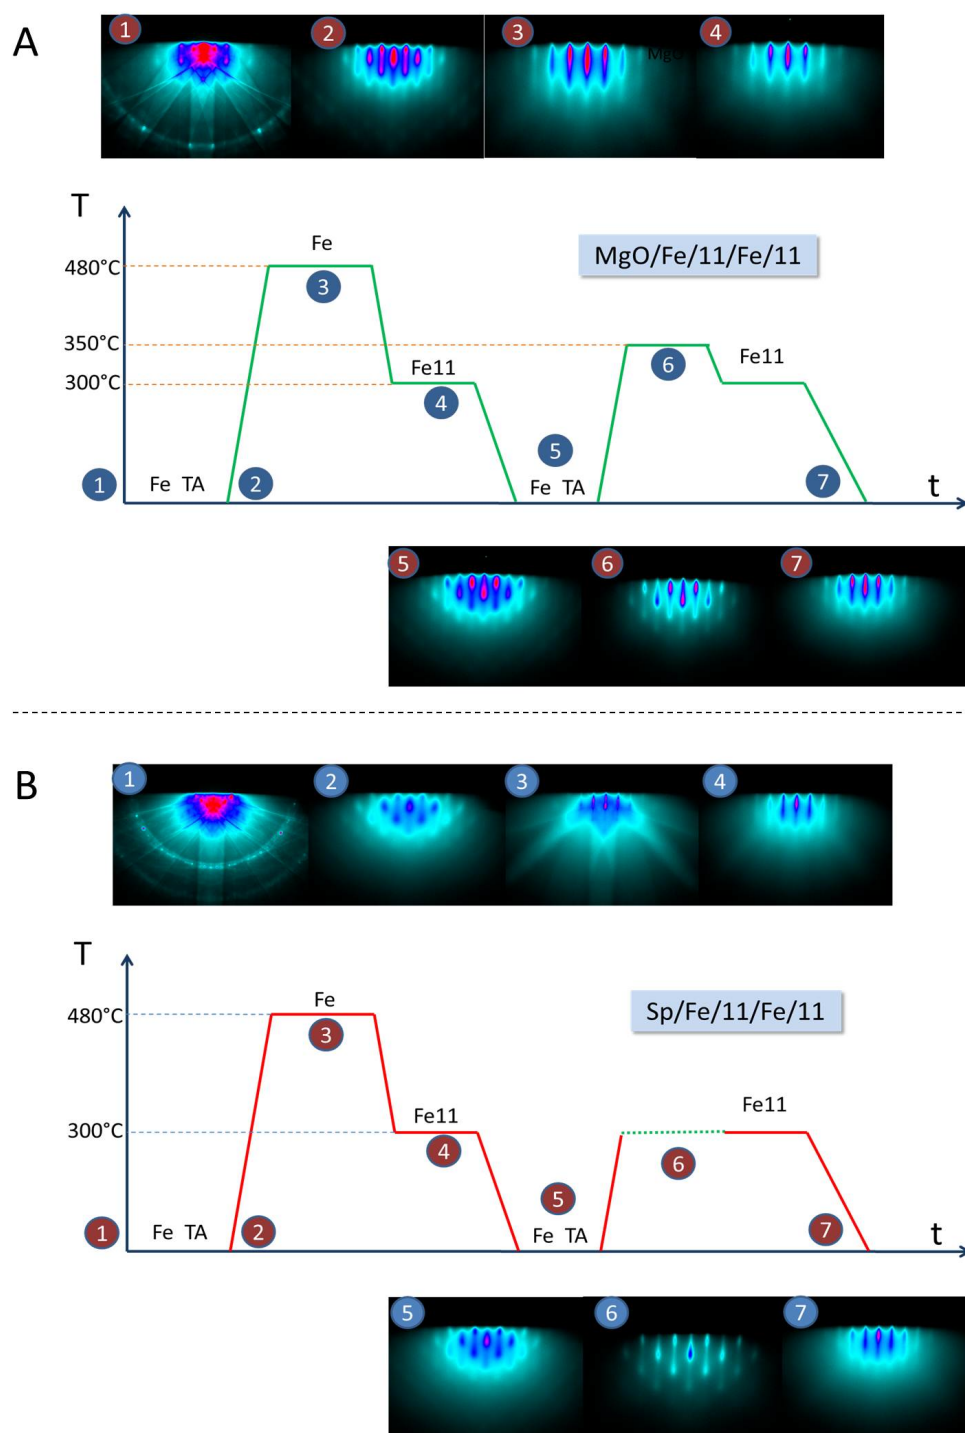 A
1 2 3 4
MgO
T
Fe
480°C
MgO/Fe/11/Fe/11
3
350°C
Fe11 Fe11
6
300°C
4
5
1 Fe TA 2 Fe TA 7 t
5 6 7
B
1 2 3 4
T
Fe
480°C
Sp/Fe/11/Fe/11
3
Fe11 Fe11
300°C
4 6
5
1 Fe TA 2 Fe TA 7 t
5 6 7